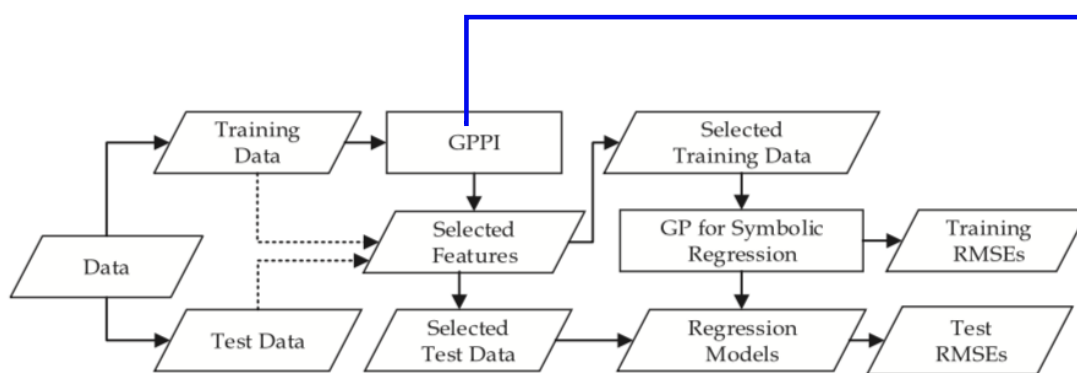 Training
Data
GPPI
Selected
Training Data
Data
Selected
Features
GP for Symbolic
Regression
Training
RMSEs
Test Data
Selected
Test Data
Regression
Models
Test
RMSEs